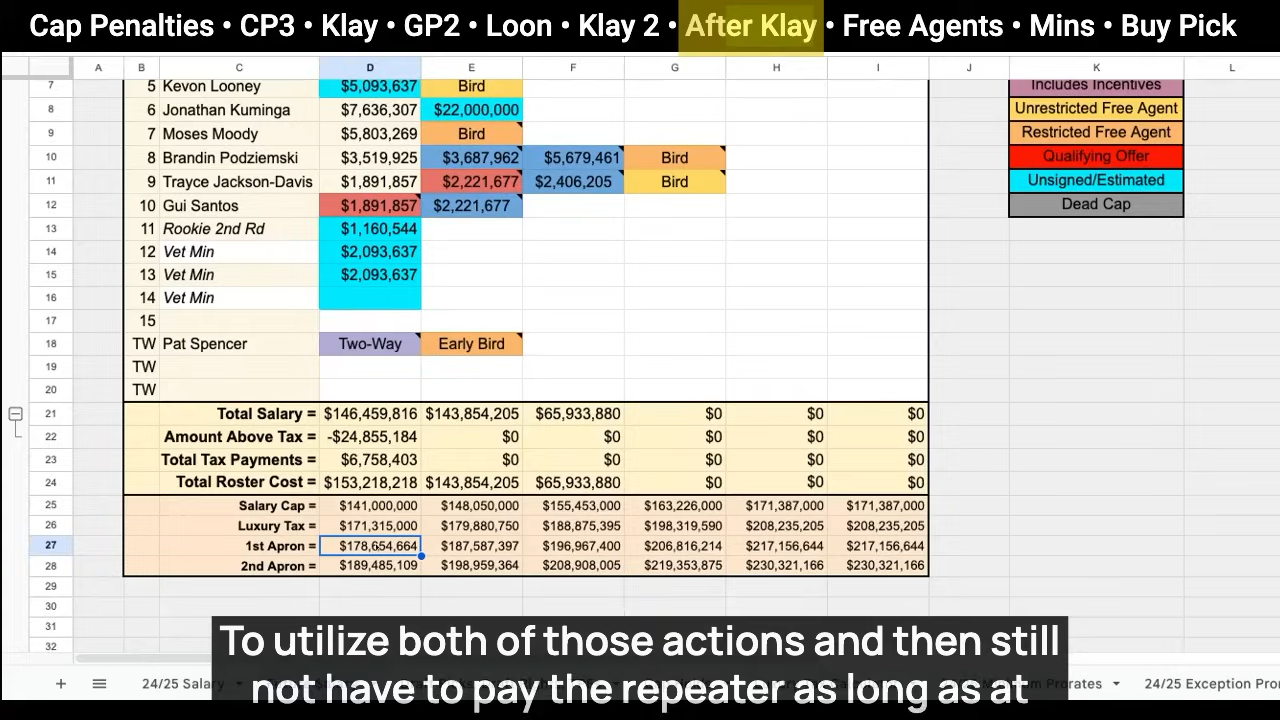 Cap Penalties • CP3 • Klay • GP2 • Loon • Klay 2 • After Klay • Free Agents • Mins • Buy Pick
A B C D E F G H I J K L
7 5 Kevon Looney $5,093,637 Bird Includes Incentives
8 6 Jonathan Kuminga $7,636,307 $22,000,000 Unrestricted Free Agent
9 7 Moses Moody $5,803,269 Bird Restricted Free Agent
10 8 Brandin Podziemski $3,519,925 $3,687,962 $5,679,461 Bird Qualifying Offer
11 9 Trayce Jackson-Davis $1,891,857 $2,221,677 $2,406,205 Bird Unsigned/Estimated
12 10 Gui Santos $1,891,857 $2,221,677 Dead Cap
13 11 Rookie 2nd Rd $1,160,544
14 12 Vet Min $2,093,637
15 13 Vet Min $2,093,637
16 14 Vet Min
17 15
18 TW Pat Spencer Two-Way Early Bird
19 TW
20 TW
21 Total Salary = $146,459,816 $143,854,205 $65,933,880 $0 $0 $0
22 Amount Above Tax = -$24,855,184 $0 $0 $0 $0 $0
23 Total Tax Payments = $6,758,403 $0 $0 $0 $0 $0
24 Total Roster Cost = $153,218,218 $143,854,205 $65,933,880 $0 $0 $0
25 Salary Cap = $141,000,000 $148,050,000 $155,453,000 $163,226,000 $171,387,000 $171,387,000
26 Luxury Tax = $171,315,000 $179,880,750 $188,875,395 $198,319,590 $208,235,205 $208,235,205
27 1st Apron = $178,654,664 $187,587,397 $196,967,400 $206,816,214 $217,156,644 $217,156,644
28 2nd Apron = $189,485,109 $198,959,364 $208,908,005 $219,353,875 $230,321,166 $230,321,166
29
30
31
32
To utilize both of those actions and then still
not have to pay the repeater as long as at
24/25 Salary
Prorates
24/25 Exception Pro